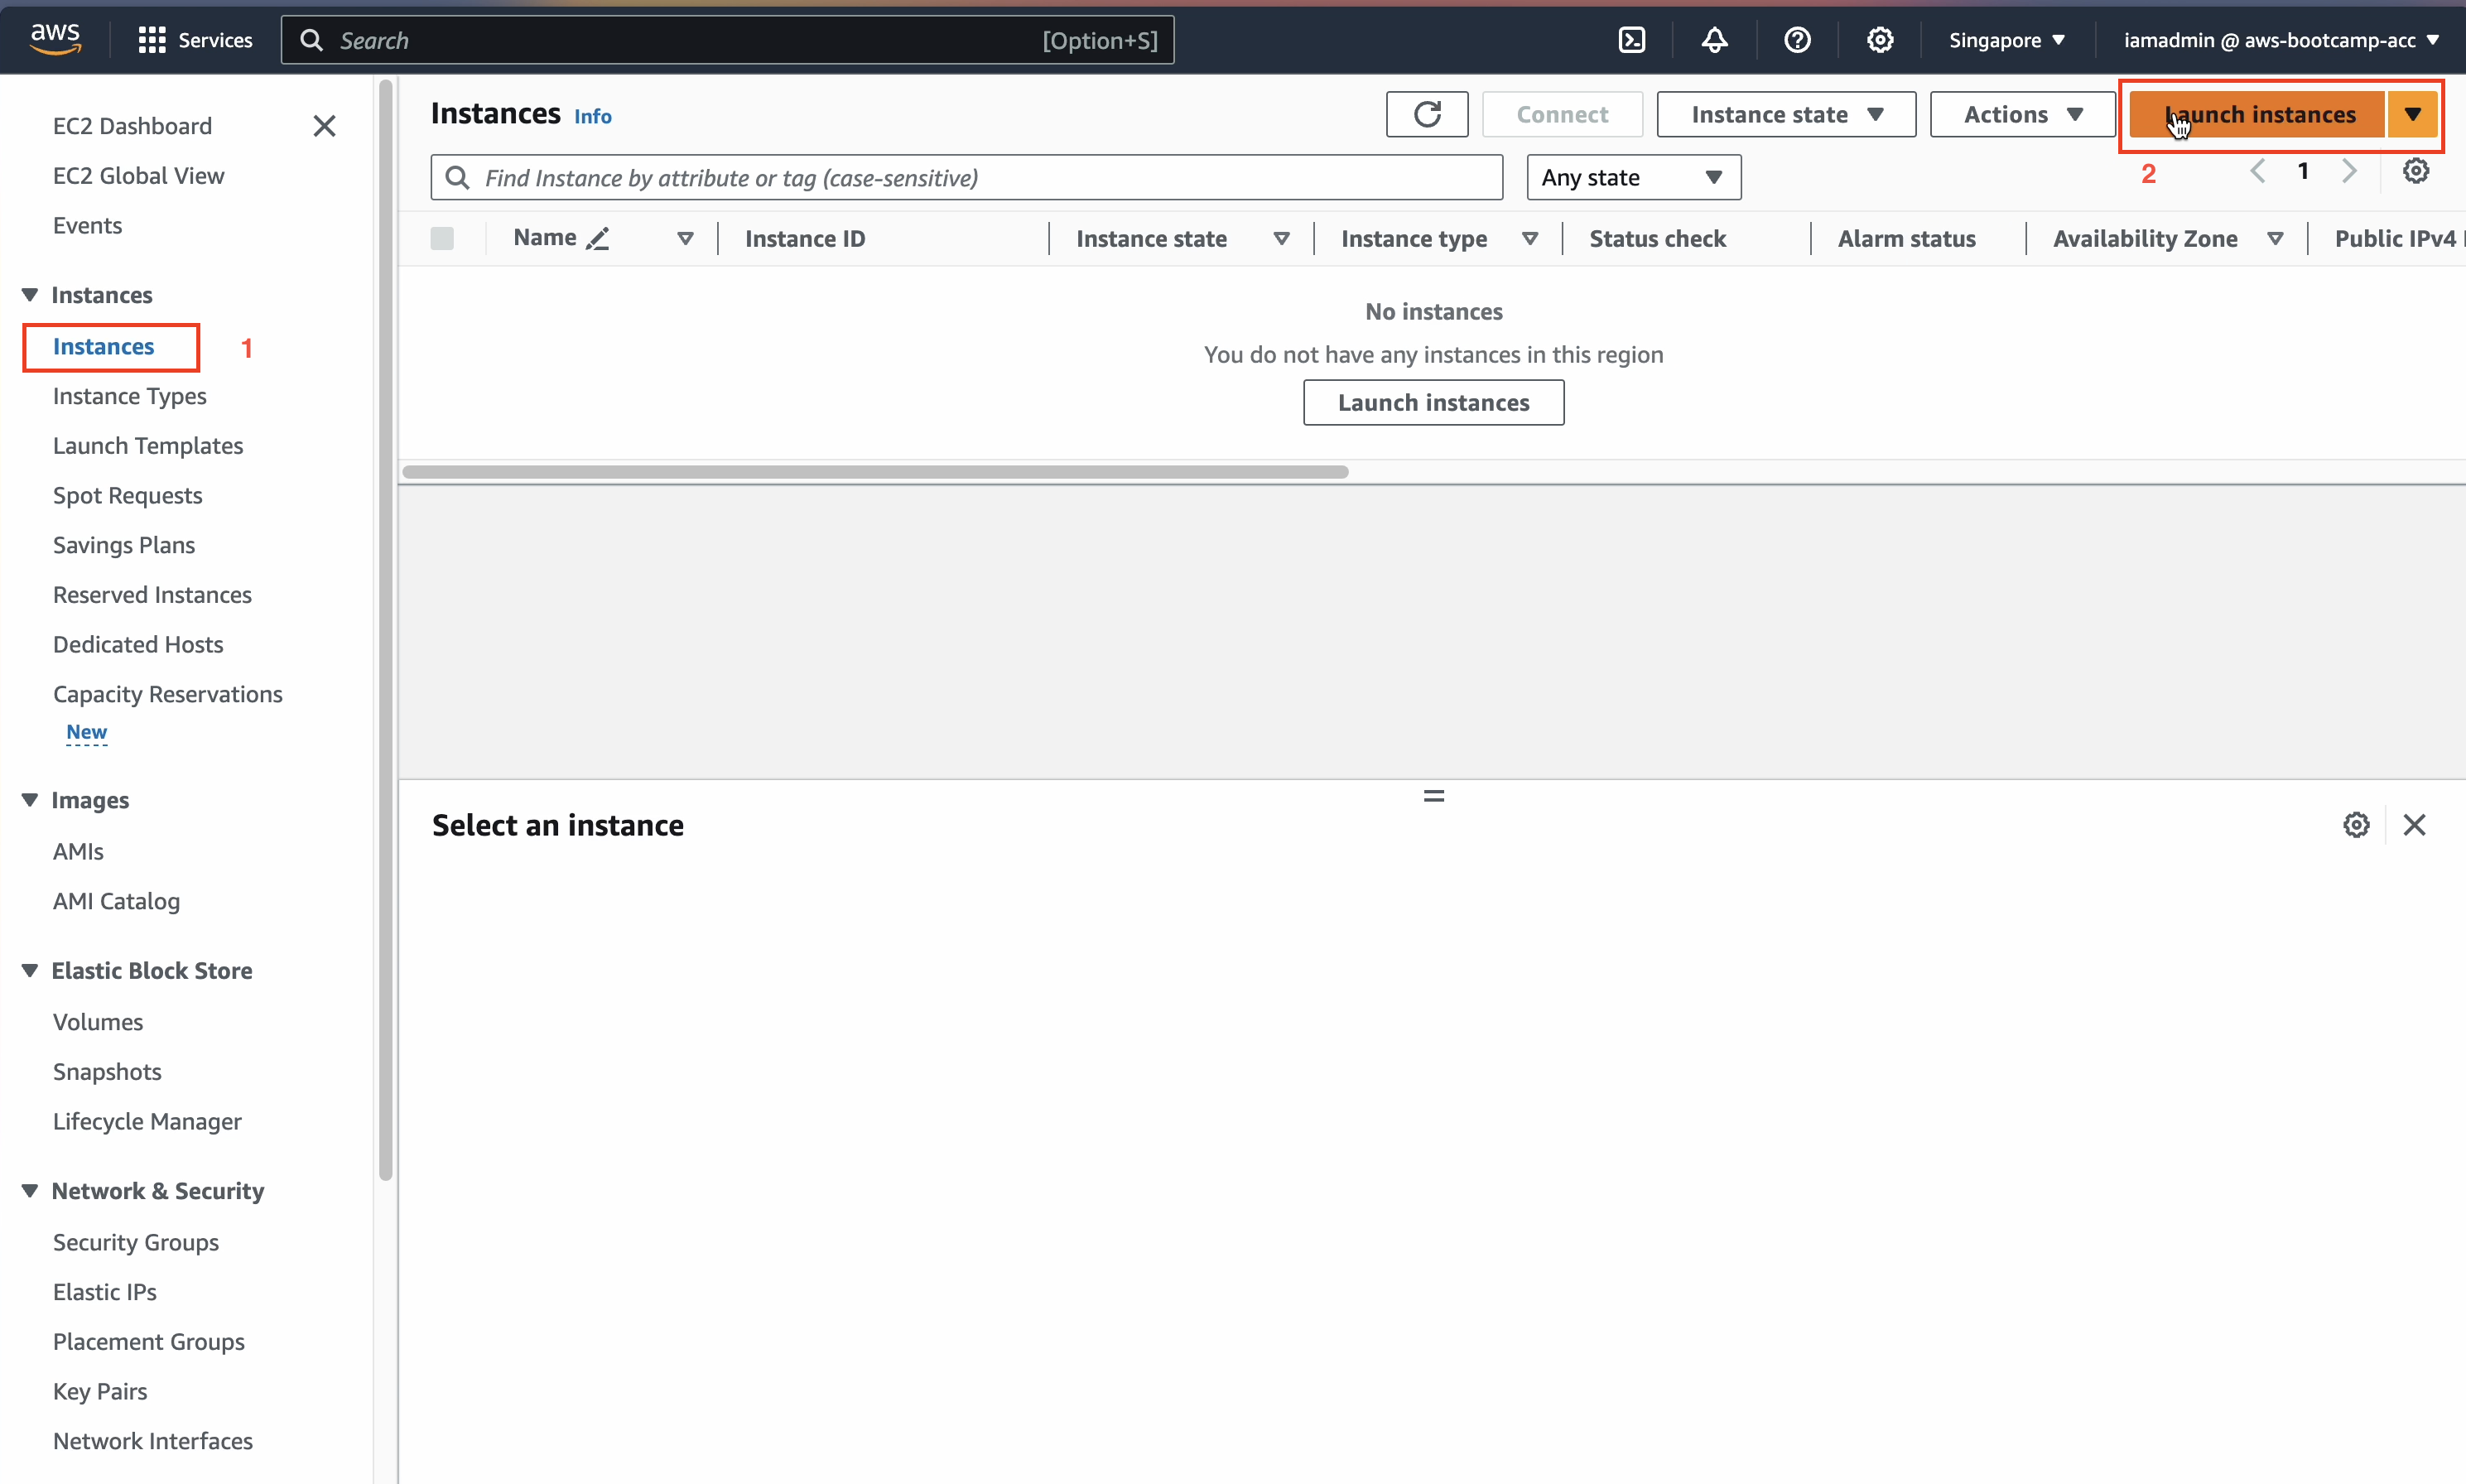 aws
Services
Search
[Option+S]
Singapore
iamadmin @ aws-bootcamp-acc
EC2 Dashboard
EC2 Global View
Events
Instances
Instances
1
Instance Types
Launch Templates
Spot Requests
Savings Plans
Reserved Instances
Dedicated Hosts
Capacity Reservations
New
Images
AMIs
AMI Catalog
Elastic Block Store
Volumes
Snapshots
Lifecycle Manager
Network & Security
Security Groups
Elastic IPs
Placement Groups
Key Pairs
Network Interfaces
Instances Info
Connect
Instance state
Actions
Launch instances
Find Instance by attribute or tag (case-sensitive)
Any state
2
1
Name
Instance ID
Instance state
Instance type
Status check
Alarm status
Availability Zone
Public IPv4
No instances
You do not have any instances in this region
Launch instances
Select an instance